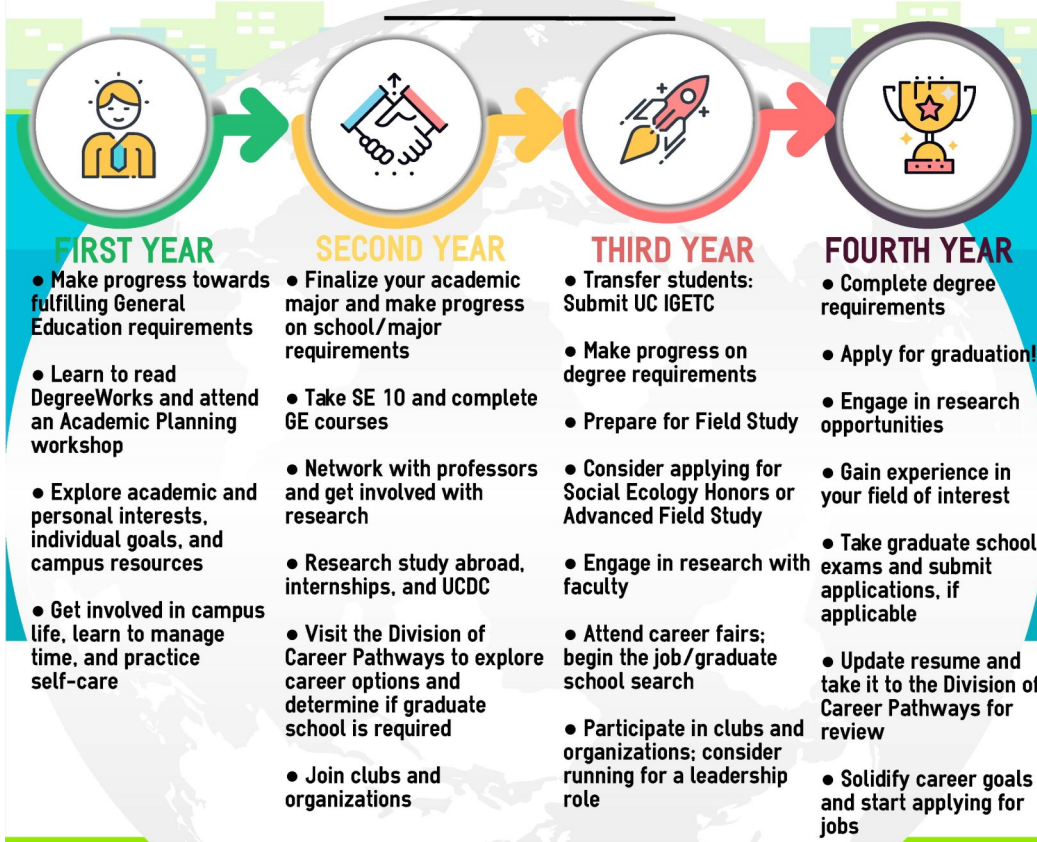 FIRST YEAR
● Make progress towards
fulfilling General
Education requirements
● Learn to read
DegreeWorks and attend
an Academic Planning
workshop
● Explore academic and
personal interests,
individual goals, and
campus resources
● Get involved in campus
life, learn to manage
time, and practice
self-care
SECOND YEAR
● Finalize your academic
major and make progress
on school/major
requirements
● Take SE 10 and complete
GE courses
● Network with professors
and get involved with
research
● Research study abroad,
internships, and UCDC
● Visit the Division of
Career Pathways to explore
career options and
determine if graduate
school is required
● Join clubs and
organizations
THIRD YEAR
● Transfer students:
Submit UC IGETC
● Make progress on
degree requirements
● Prepare for Field Study
● Consider applying for
Social Ecology Honors or
Advanced Field Study
● Engage in research with
faculty
● Attend career fairs;
begin the job/graduate
school search
● Participate in clubs and
organizations; consider
running for a leadership
role
FOURTH YEAR
● Complete degree
requirements
● Apply for graduation!
● Engage in research
opportunities
● Gain experience in
your field of interest
● Take graduate school
exams and submit
applications, if
applicable
● Update resume and
take it to the Division of
Career Pathways for
review
● Solidify career goals
and start applying for
jobs